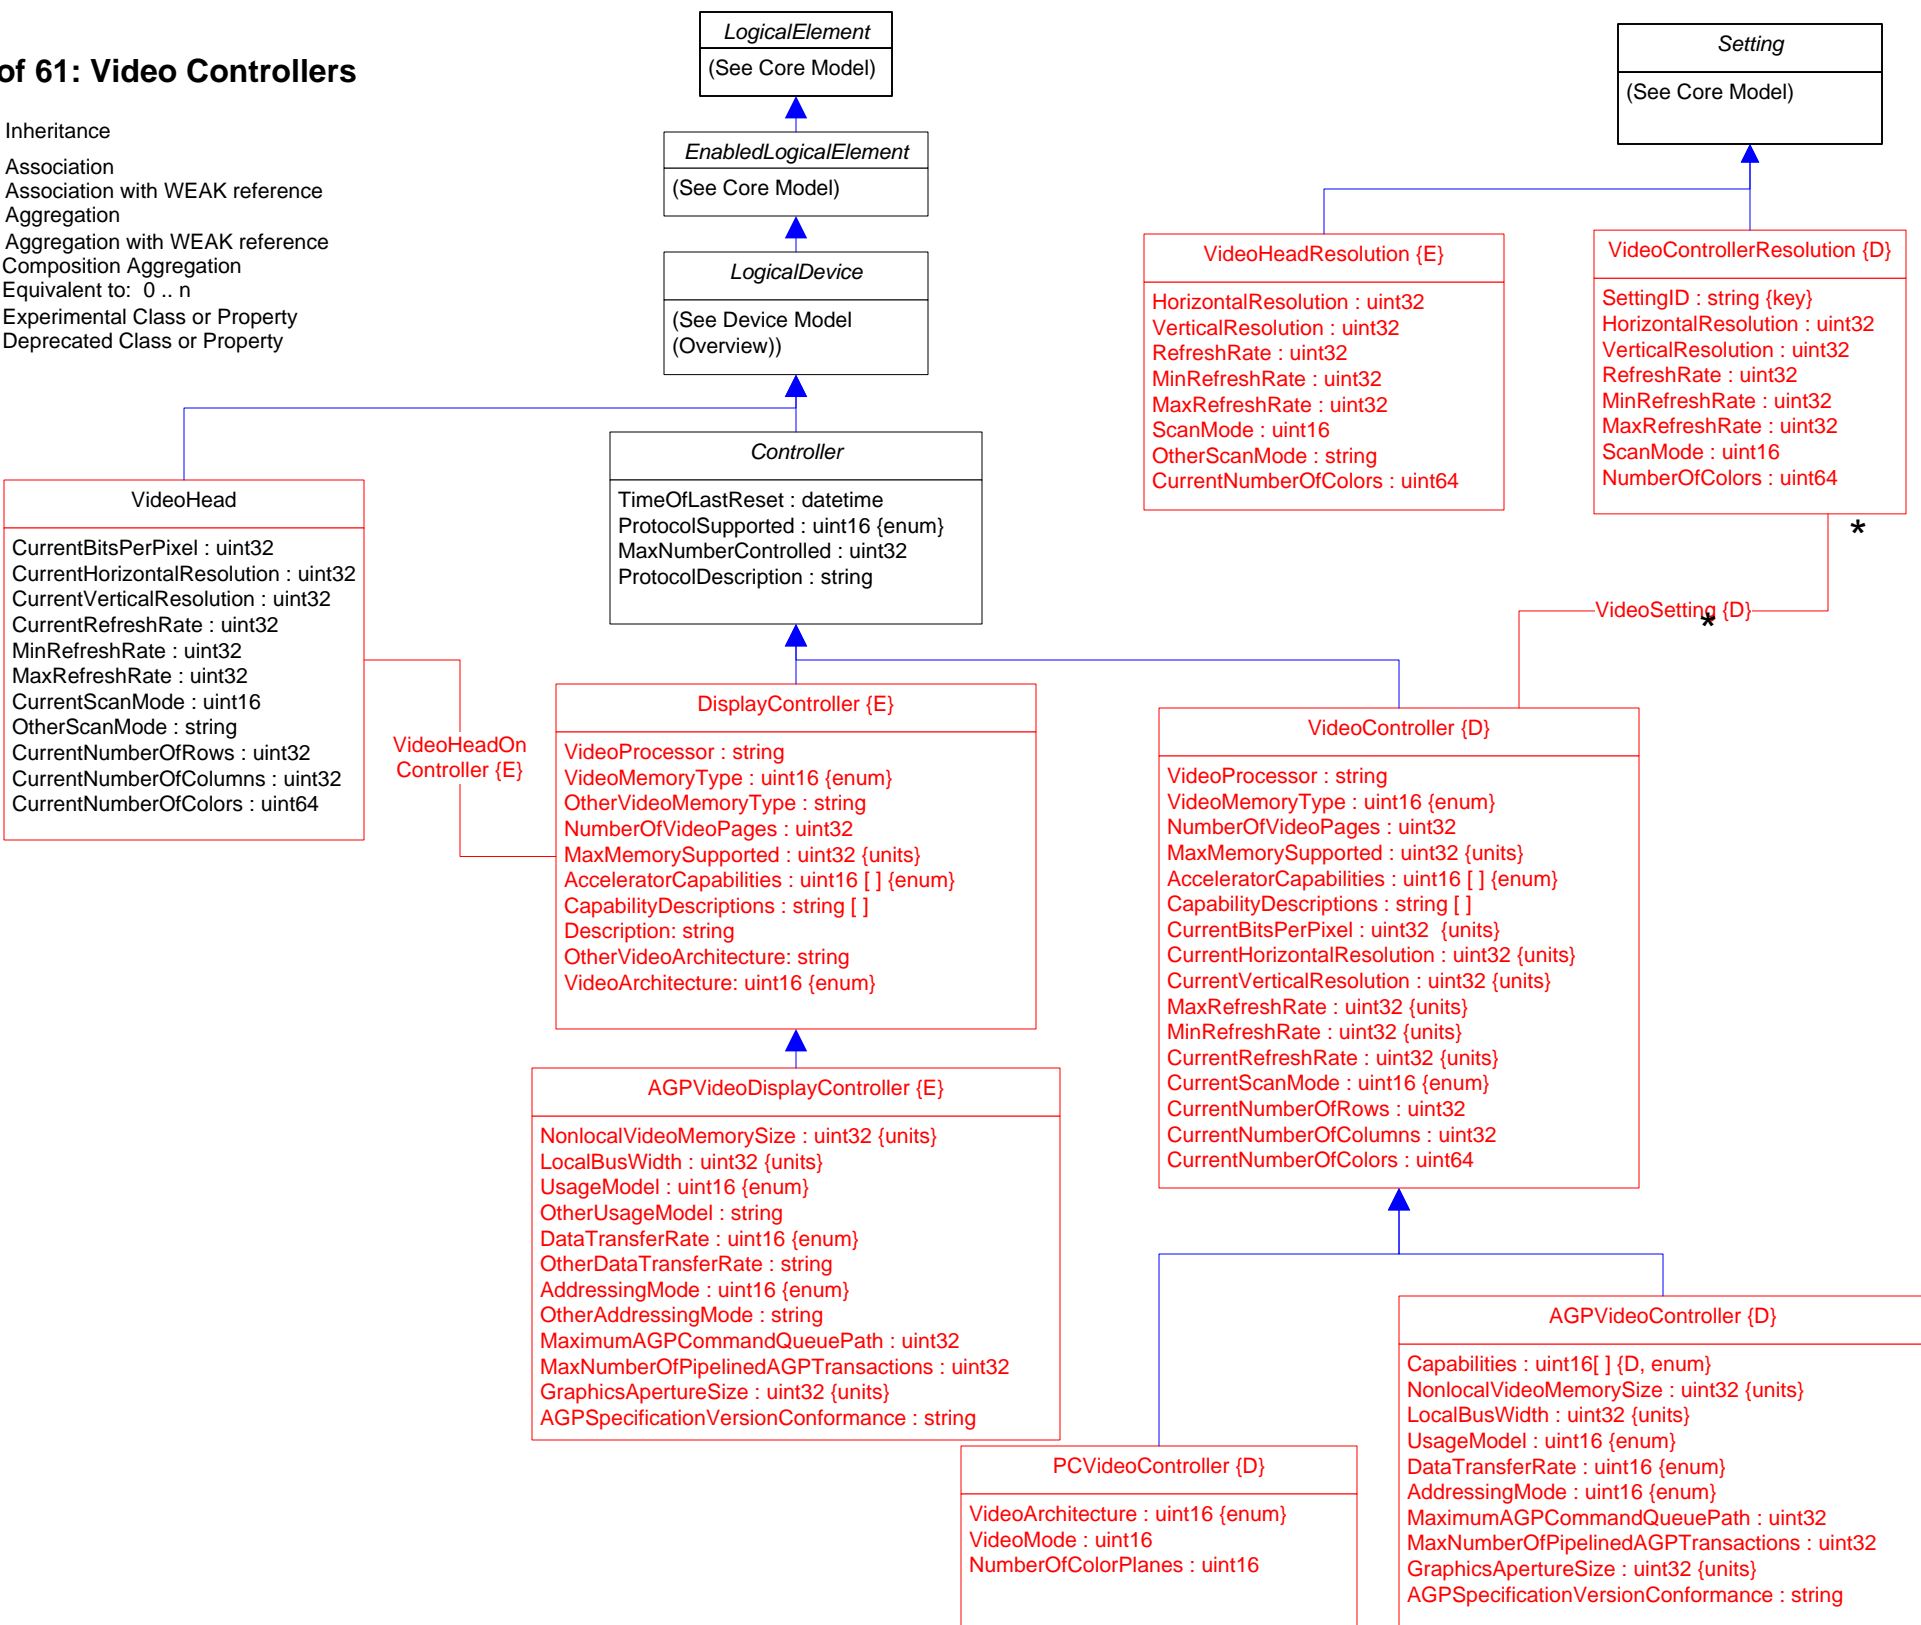 of 61: Video Controllers
Inheritance
Association
Association with WEAK reference
Aggregation
Aggregation with WEAK reference
Composition Aggregation
Equivalent to: 0 .. n
Experimental Class or Property
Deprecated Class or Property
LogicalElement
(See Core Model)
EnabledLogicalElement
(See Core Model)
LogicalDevice
(See Device Model
(Overview))
Setting
(See Core Model)
VideoHeadResolution {E}
HorizontalResolution : uint32
VerticalResolution : uint32
RefreshRate : uint32
MinRefreshRate : uint32
MaxRefreshRate : uint32
ScanMode : uint16
OtherScanMode : string
CurrentNumberOfColors : uint64
VideoControllerResolution {D}
SettingID : string {key}
HorizontalResolution : uint32
VerticalResolution : uint32
RefreshRate : uint32
MinRefreshRate : uint32
MaxRefreshRate : uint32
ScanMode : uint16
NumberOfColors : uint64
*
VideoSetting {D}
*
Controller
TimeOfLastReset : datetime
ProtocolSupported : uint16 {enum}
MaxNumberControlled : uint32
ProtocolDescription : string
VideoHead
CurrentBitsPerPixel : uint32
CurrentHorizontalResolution : uint32
CurrentVerticalResolution : uint32
CurrentRefreshRate : uint32
MinRefreshRate : uint32
MaxRefreshRate : uint32
CurrentScanMode : uint16
OtherScanMode : string
CurrentNumberOfRows : uint32
CurrentNumberOfColumns : uint32
CurrentNumberOfColors : uint64
VideoHeadOn
Controller {E}
DisplayController {E}
VideoProcessor : string
VideoMemoryType : uint16 {enum}
OtherVideoMemoryType : string
NumberOfVideoPages : uint32
MaxMemorySupported : uint32 {units}
AcceleratorCapabilities : uint16 [ ] {enum}
CapabilityDescriptions : string [ ]
Description: string
OtherVideoArchitecture: string
VideoArchitecture: uint16 {enum}
VideoController {D}
VideoProcessor : string
VideoMemoryType : uint16 {enum}
NumberOfVideoPages : uint32
MaxMemorySupported : uint32 {units}
AcceleratorCapabilities : uint16 [ ] {enum}
CapabilityDescriptions : string [ ]
CurrentBitsPerPixel : uint32 {units}
CurrentHorizontalResolution : uint32 {units}
CurrentVerticalResolution : uint32 {units}
MaxRefreshRate : uint32 {units}
MinRefreshRate : uint32 {units}
CurrentRefreshRate : uint32 {units}
CurrentScanMode : uint16 {enum}
CurrentNumberOfRows : uint32
CurrentNumberOfColumns : uint32
CurrentNumberOfColors : uint64
AGPVideoDisplayController {E}
NonlocalVideoMemorySize : uint32 {units}
LocalBusWidth : uint32 {units}
UsageModel : uint16 {enum}
OtherUsageModel : string
DataTransferRate : uint16 {enum}
OtherDataTransferRate : string
AddressingMode : uint16 {enum}
OtherAddressingMode : string
MaximumAGPCommandQueuePath : uint32
MaxNumberOfPipelinedAGPTransactions : uint32
GraphicsApertureSize : uint32 {units}
AGPSpecificationVersionConformance : string
PCVideoController {D}
VideoArchitecture : uint16 {enum}
VideoMode : uint16
NumberOfColorPlanes : uint16
AGPVideoController {D}
Capabilities : uint16[ ] {D, enum}
NonlocalVideoMemorySize : uint32 {units}
LocalBusWidth : uint32 {units}
UsageModel : uint16 {enum}
DataTransferRate : uint16 {enum}
AddressingMode : uint16 {enum}
MaximumAGPCommandQueuePath : uint32
MaxNumberOfPipelinedAGPTransactions : uint32
GraphicsApertureSize : uint32 {units}
AGPSpecificationVersionConformance : string